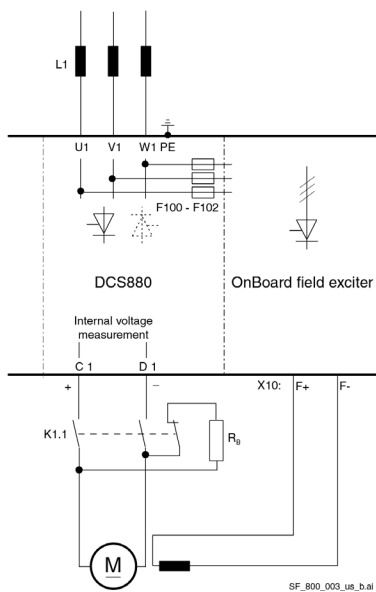 L1
U1 V1 W1 PE
F100 - F102
DCS880
OnBoard field exciter
Internal voltage
measurement
C 1 D 1
X10: F+ F-
+ −
K1.1
RB
M
SF_800_003_us_b.ai